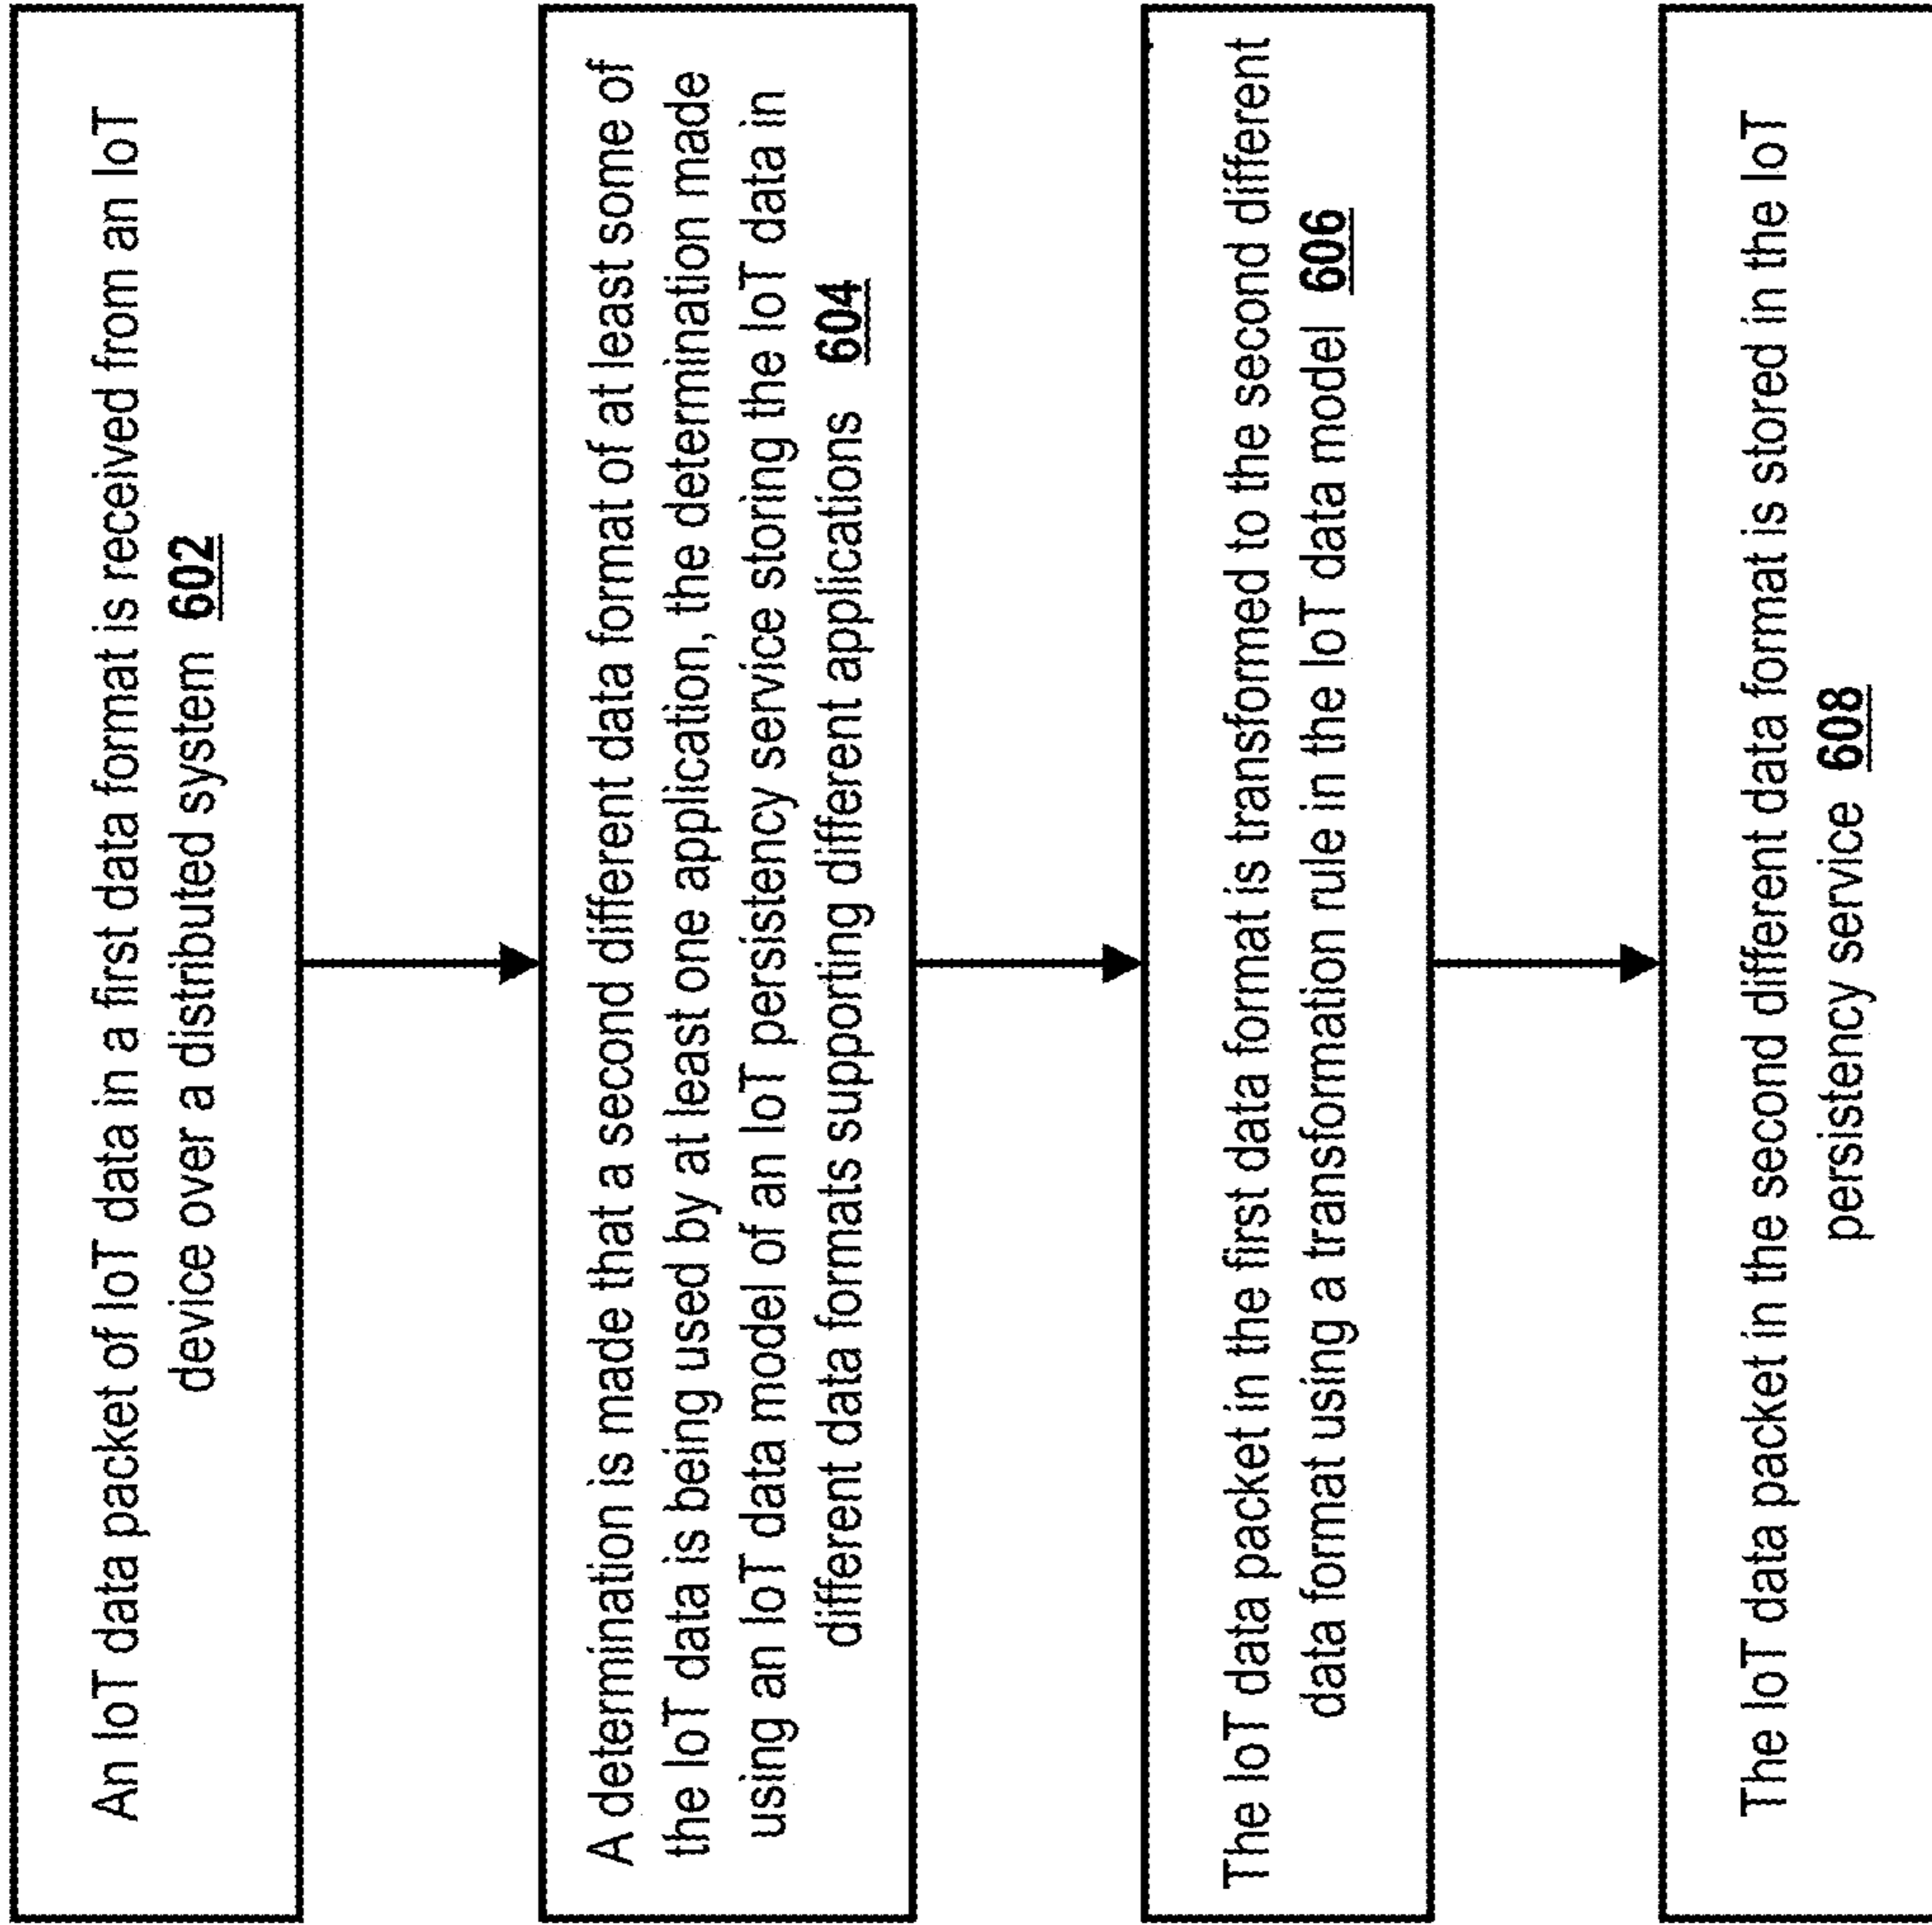 An IoT data packet of IoT data in a first data format is received from an IoT
device over a distributed system 602
A determination is made that a second different data format of at least some of
the IoT data is being used by at least one application, the determination made
using an IoT data model of an IoT persistency service storing the IoT data in
different data formats supporting different applications 604
The IoT data packet in the first data format is transformed to the second different
data format using a transformation rule in the IoT data model 606
The IoT data packet in the second different data format is stored in the IoT
persistency service 608